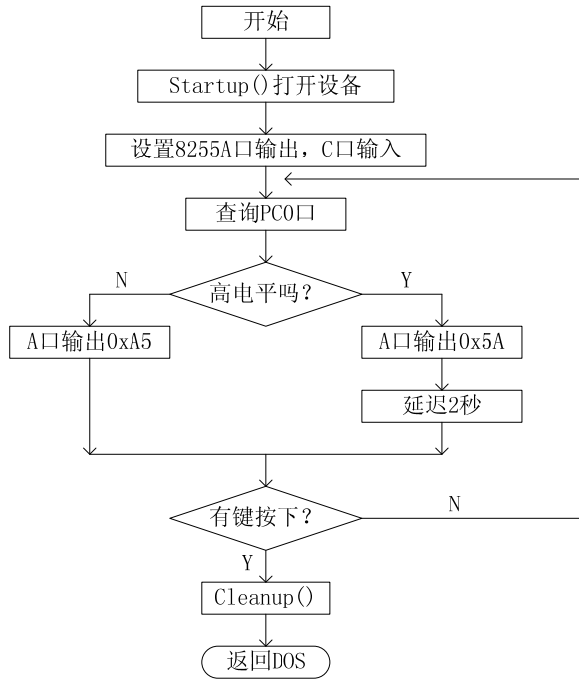 开始
Startup()打开设备
设置8255A口输出，C口输入
查询PC0口
高电平吗？
N
Y
A口输出0xA5
A口输出0x5A
延迟2秒
有键按下？
N
Y
Cleanup()
返回DOS